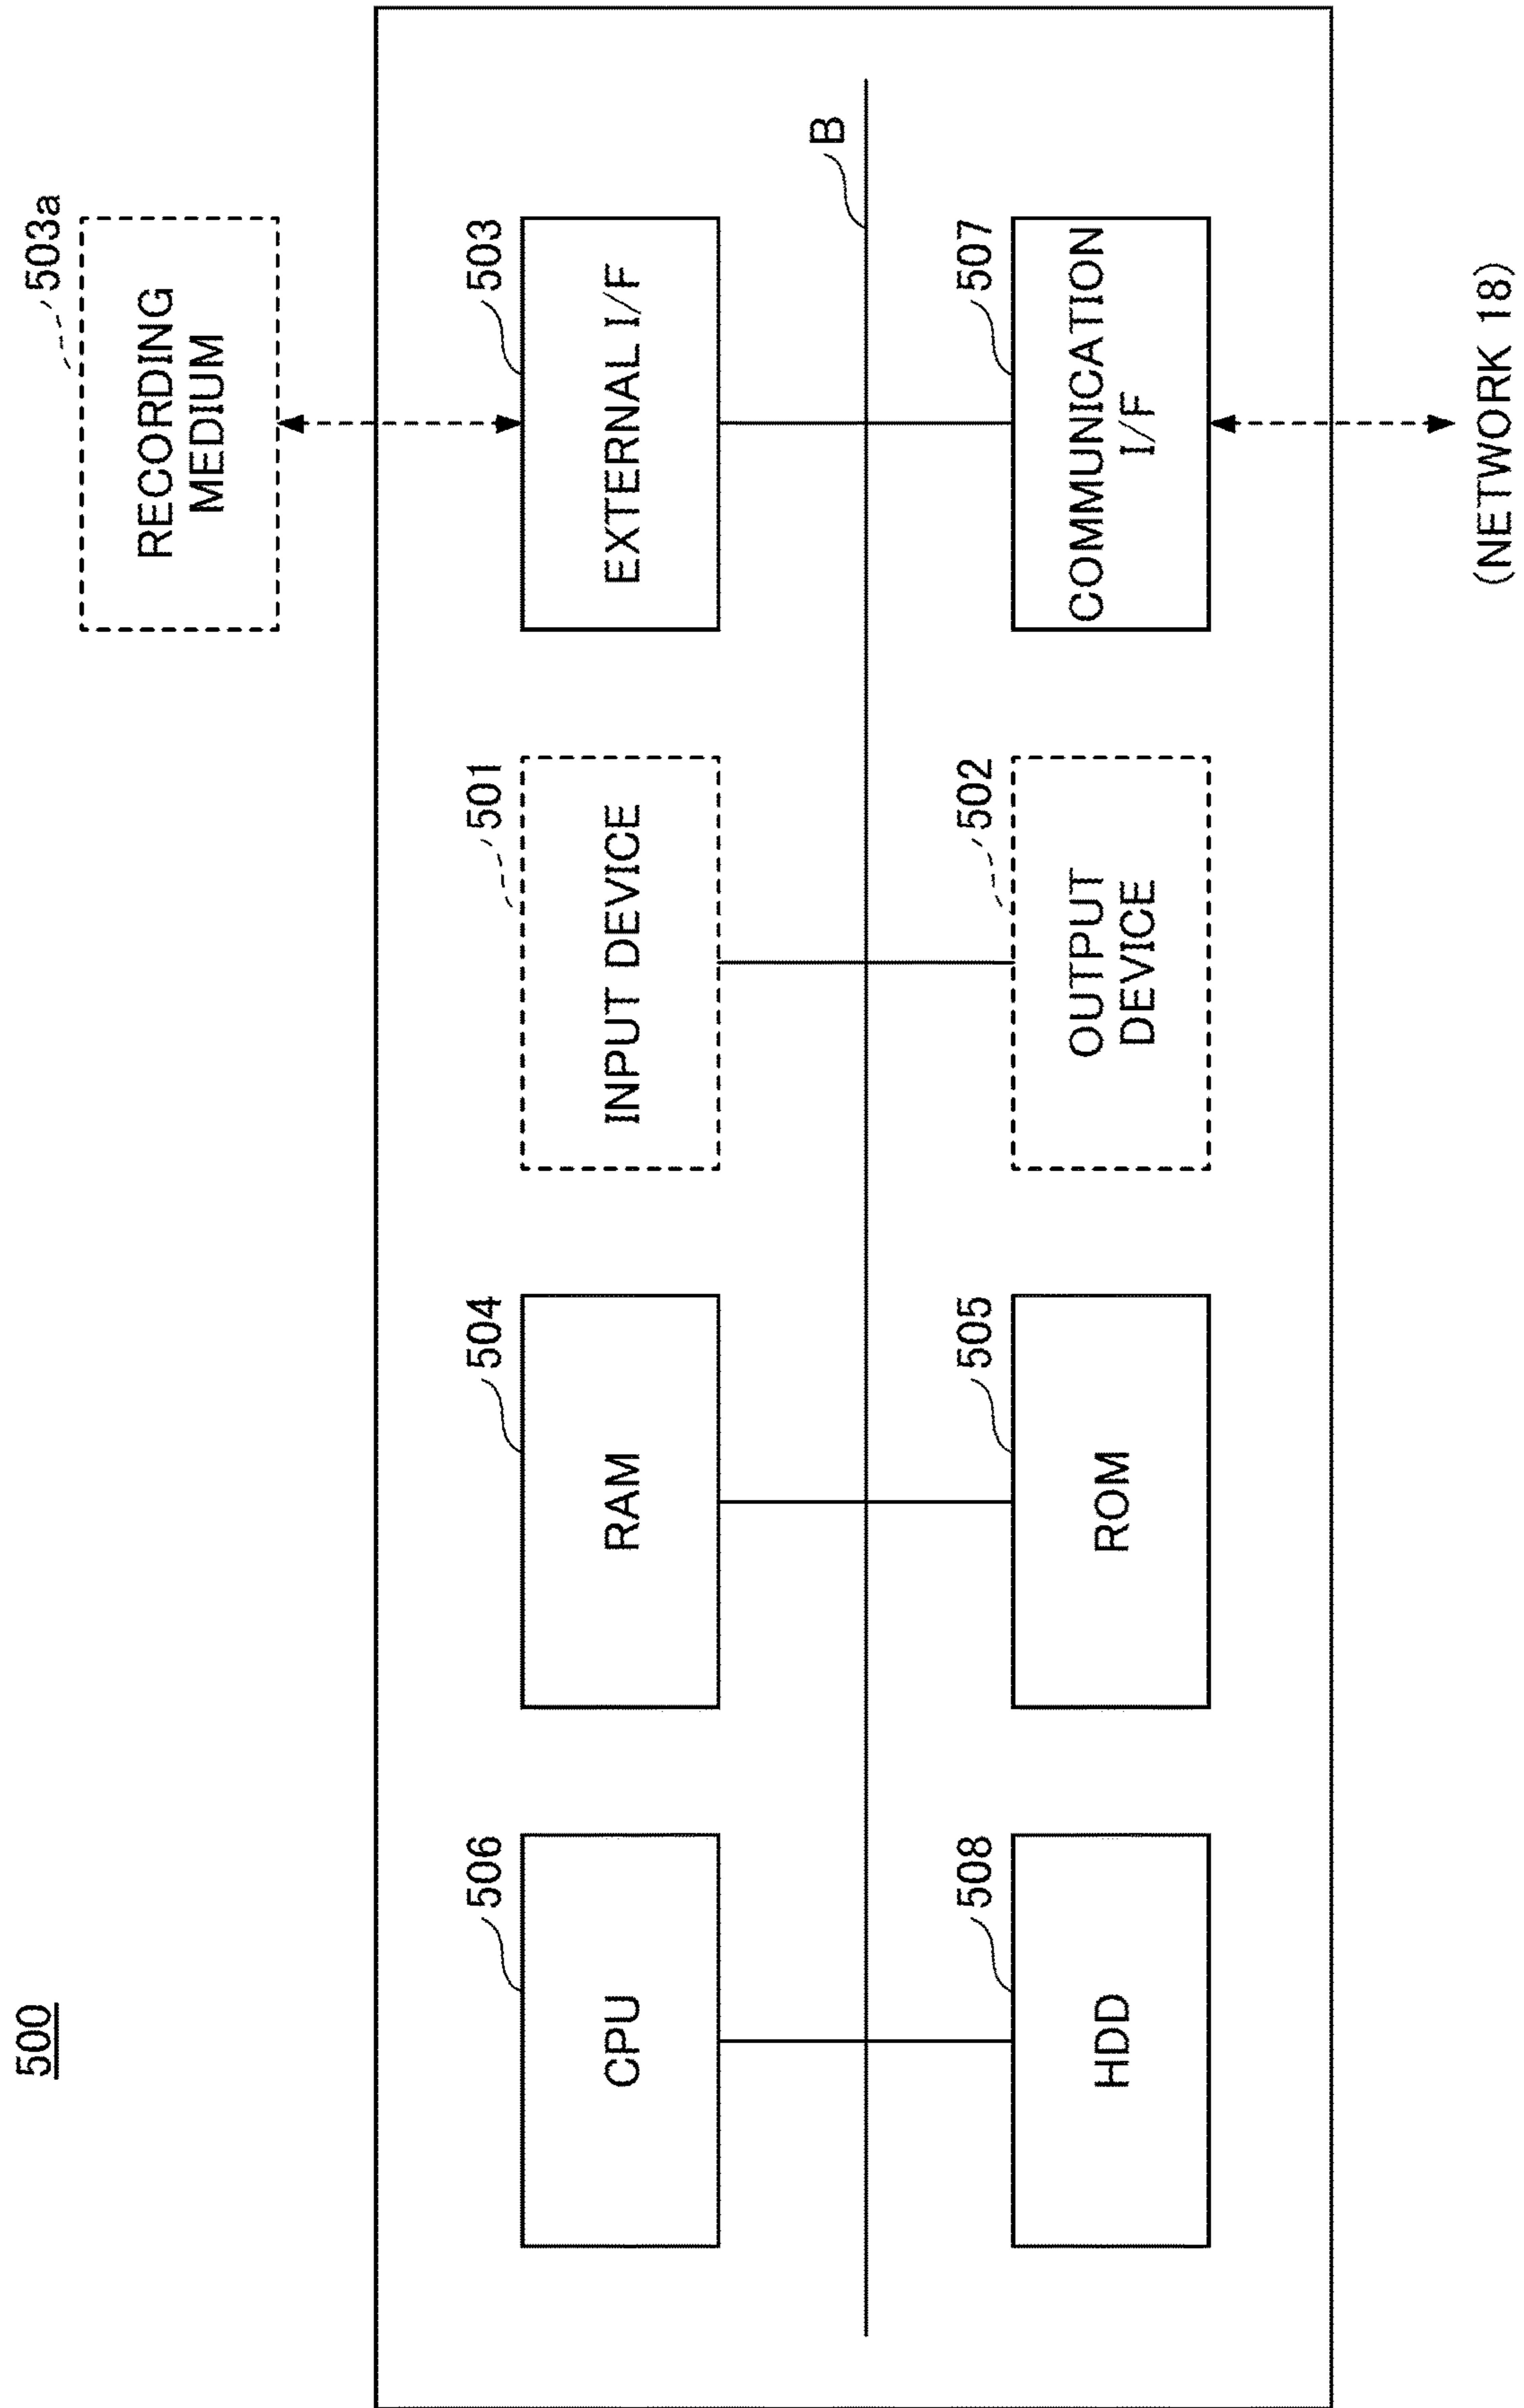 500
503a
RECORDING
MEDIUM
506
504
501
503
CPU
RAM
INPUT DEVICE
EXTERNAL I/F
B
508
505
502
507
HDD
ROM
OUTPUT
DEVICE
COMMUNICATION
I/F
(NETWORK 18)